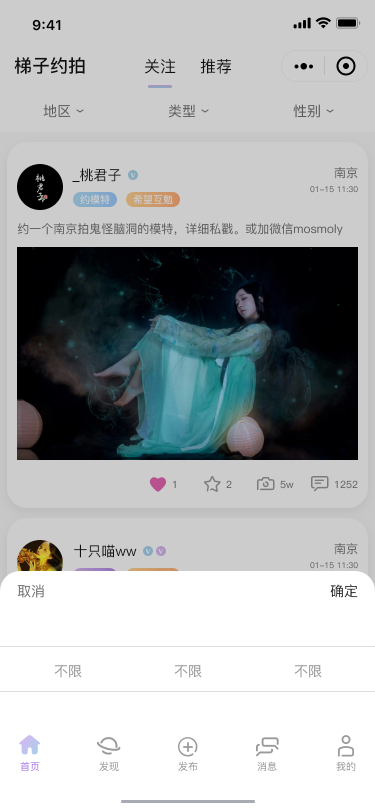 9:41
梯子约拍 关注 推荐
地区 类型 性别
_桃君子 V 南京
约模特 希望互勉 01-15 11:30
约一个南京拍鬼怪脑洞的模特，详细私戳。或加微信mosmoly
桃君子
1 2 5w 1252
十只喵ww V V 南京
01-15 11:30
取消 确定
不限 不限 不限
首页 发现 发布 消息 我的